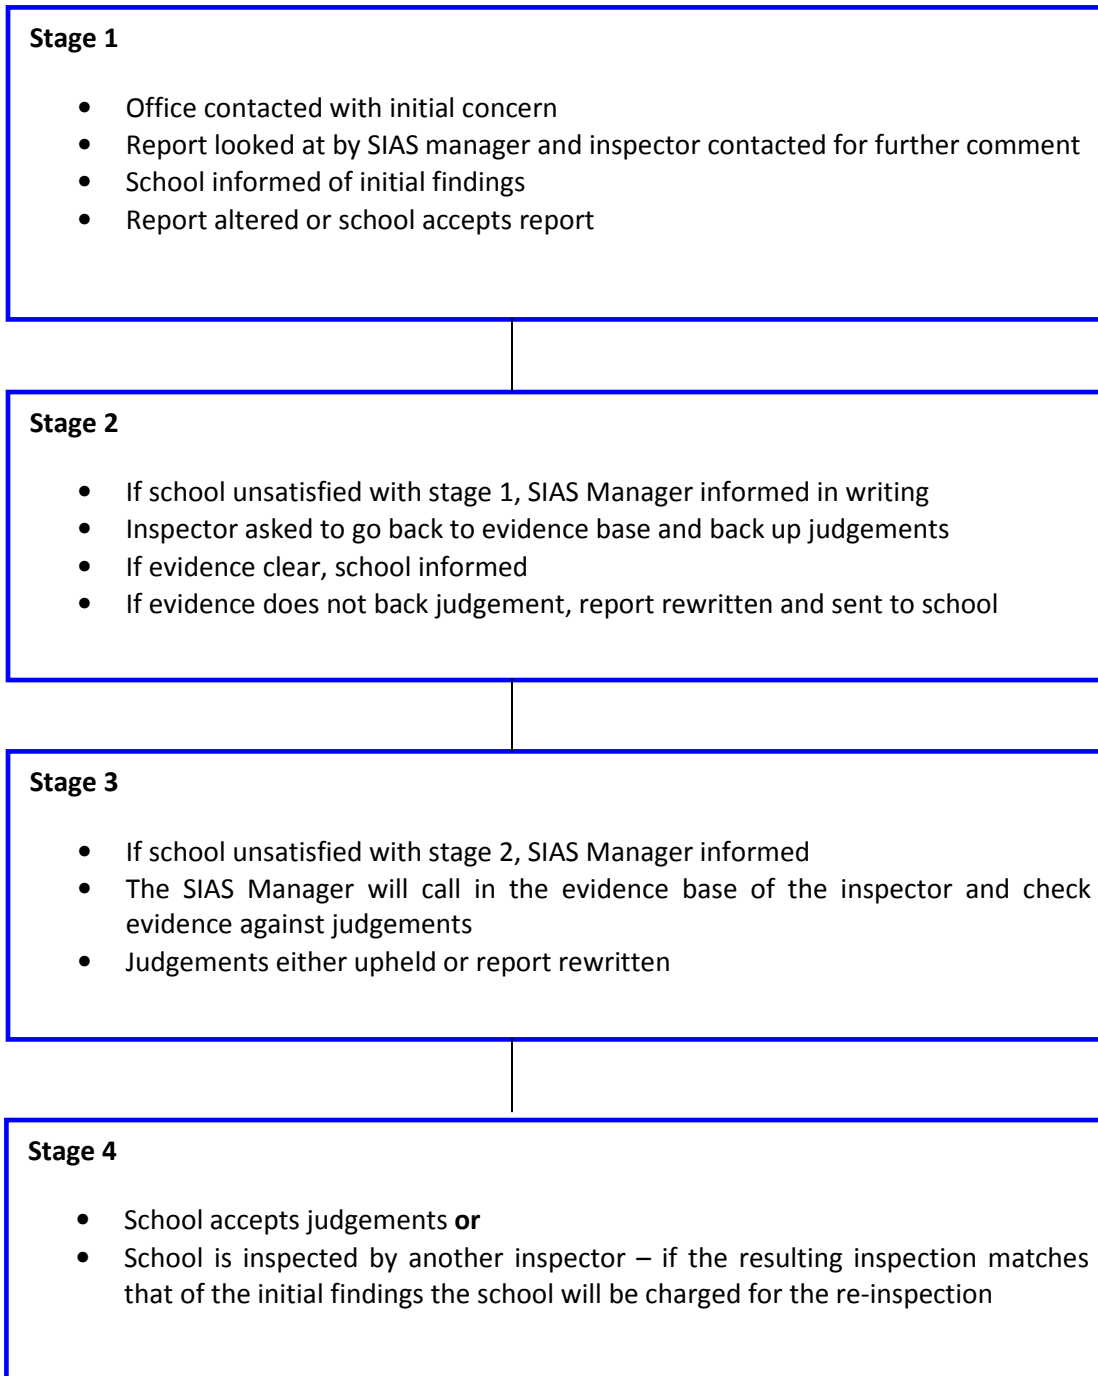 Stage 1
• Office contacted with initial concern
• Report looked at by SIAS manager and inspector contacted for further comment
• School informed of initial findings
• Report altered or school accepts report
Stage 2
• If school unsatisfied with stage 1, SIAS Manager informed in writing
• Inspector asked to go back to evidence base and back up judgements
• If evidence clear, school informed
• If evidence does not back judgement, report rewritten and sent to school
Stage 3
• If school unsatisfied with stage 2, SIAS Manager informed
• The SIAS Manager will call in the evidence base of the inspector and check
evidence against judgements
• Judgements either upheld or report rewritten
Stage 4
• School accepts judgements or
• School is inspected by another inspector – if the resulting inspection matches
that of the initial findings the school will be charged for the re-inspection